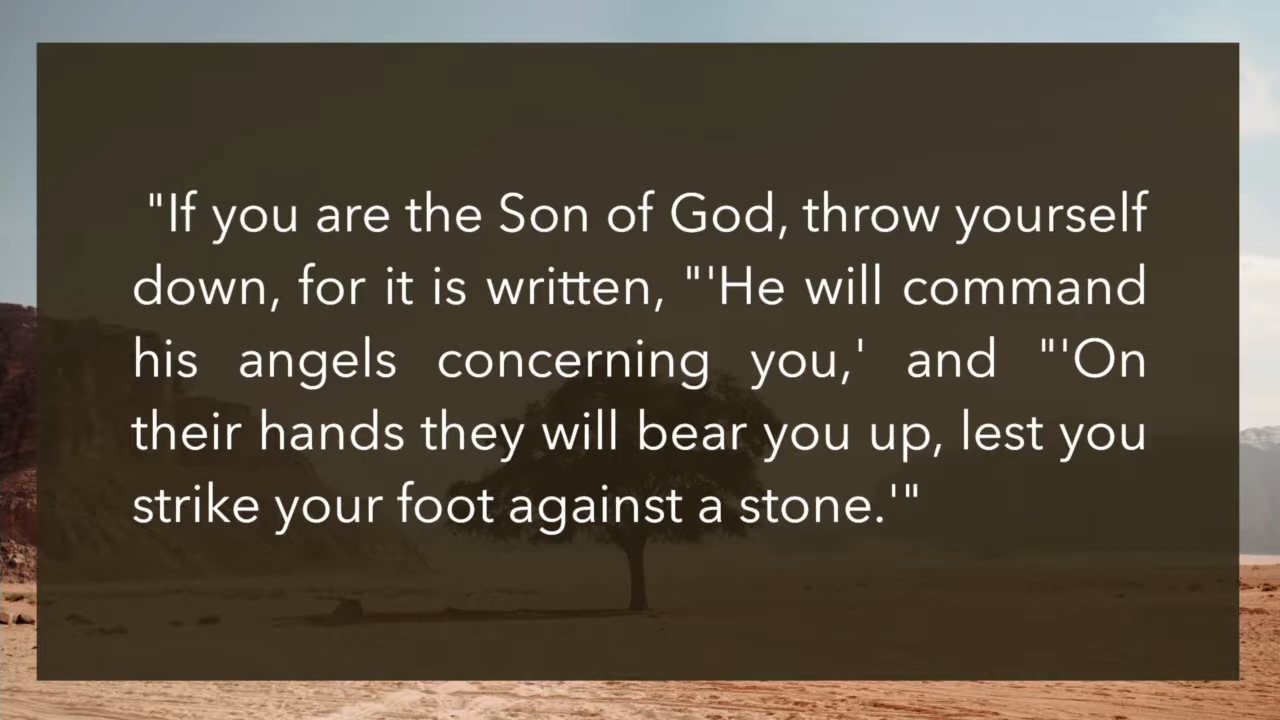 "If you are the Son of God, throw yourself
down, for it is written, "'He will command
his angels concerning you,' and "'On
their hands they will bear you up, lest you
strike your foot against a stone.'"